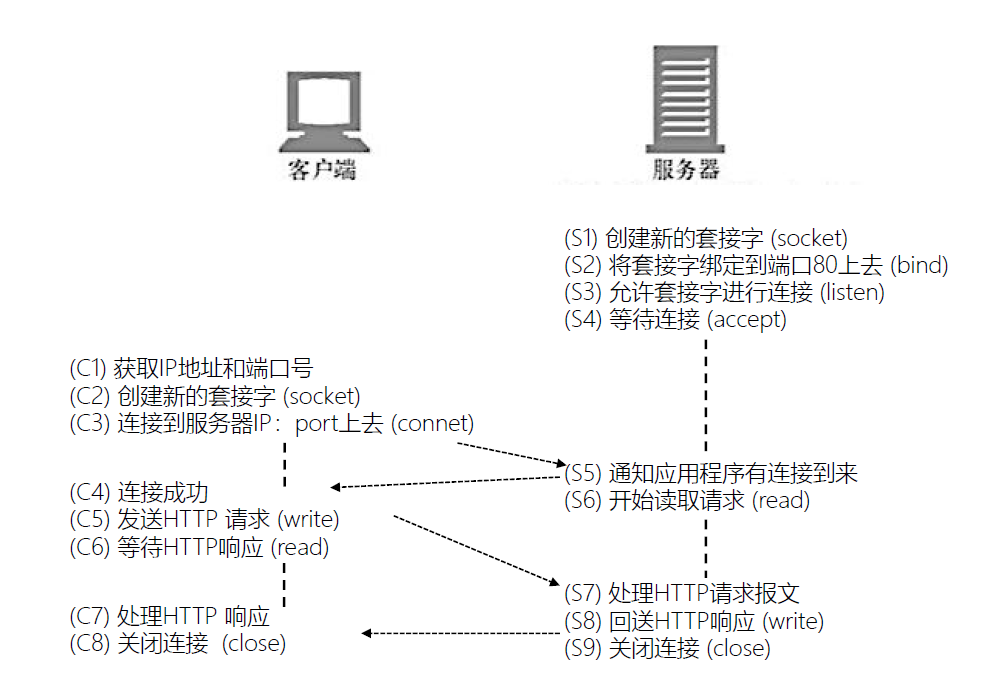 客户端
服务器
(S1) 创建新的套接字 (socket)
(S2) 将套接字绑定到端口80上去 (bind)
(S3) 允许套接字进行连接 (listen)
(S4) 等待连接 (accept)
(C1) 获取IP地址和端口号
(C2) 创建新的套接字 (socket)
(C3) 连接到服务器IP：port上去 (connet)
(S5) 通知应用程序有连接到来
(S6) 开始读取请求 (read)
(C4) 连接成功
(C5) 发送HTTP 请求 (write)
(C6) 等待HTTP响应 (read)
(S7) 处理HTTP请求报文
(S8) 回送HTTP响应 (write)
(S9) 关闭连接 (close)
(C7) 处理HTTP 响应
(C8) 关闭连接  (close)